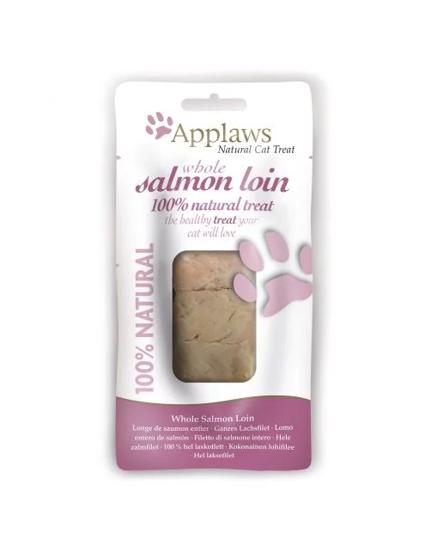 Applaws
Natural Cat Treat
whole
salmon loin
100% natural treat
the healthy treat your
cat will love
100% NATURAL
Whole Salmon Loin
Longe de saumon entier · Ganzes Lachsfilet · Lomo
entero de salmón · Filetto di salmone intero · Hele
zalmfilet · 100 % hel laxkotlett · Kokonainen lohifilee
· Hel laksefilet